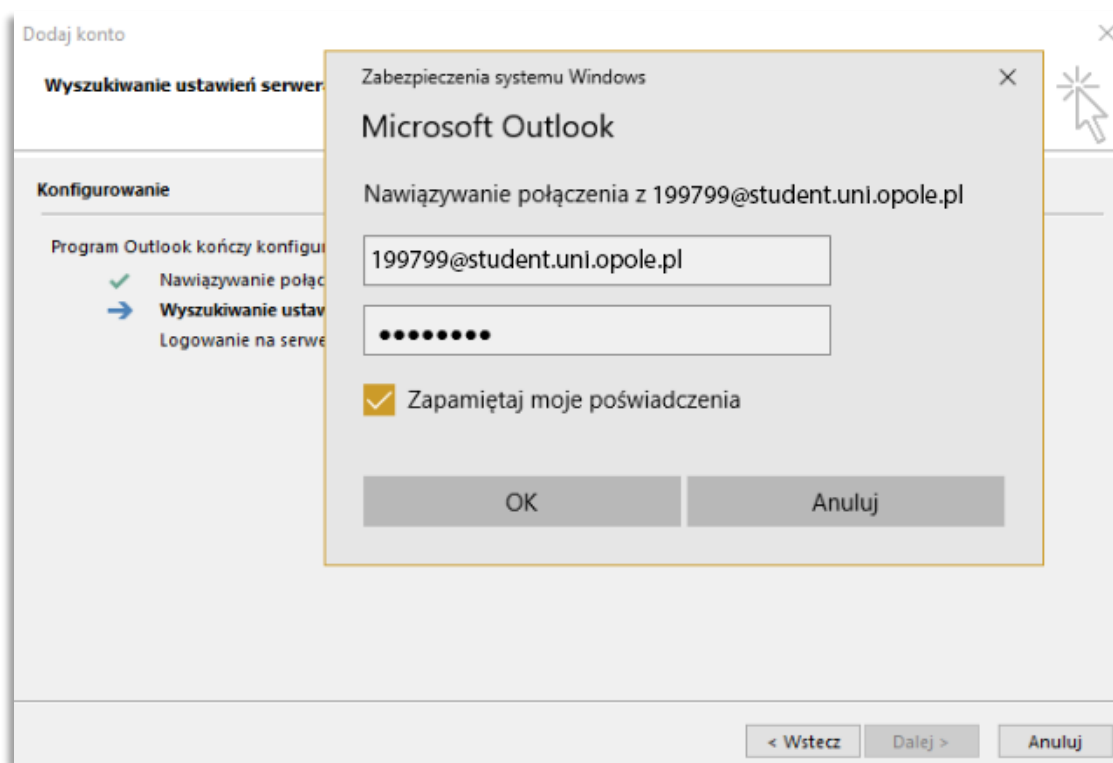 Dodaj konto
Wyszukiwanie ustawień serwer
Konfigurowanie
Program Outlook kończy konfigu
Nawiązywanie połąc
Wyszukiwanie ustaw
Logowanie na serwe
Zabezpieczenia systemu Windows
Microsoft Outlook
Nawiązywanie połączenia z 199799@student.uni.opole.pl
199799@student.uni.opole.pl
••••••••
Zapamiętaj moje poświadczenia
OK Anuluj
< Wstecz Dalej > Anuluj